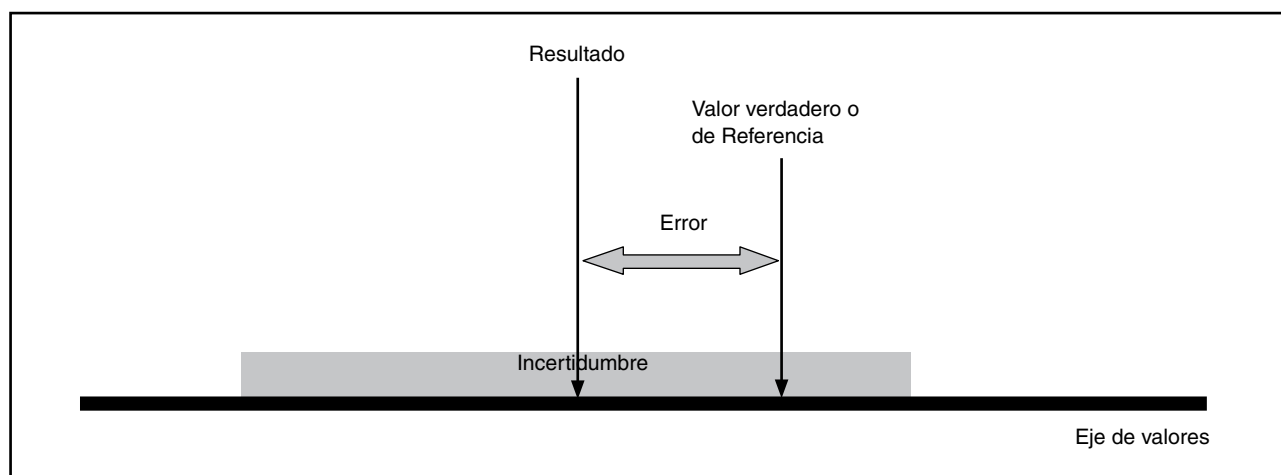 Resultado
Valor verdadero o
de Referencia
Error
Incertidumbre
Eje de valores